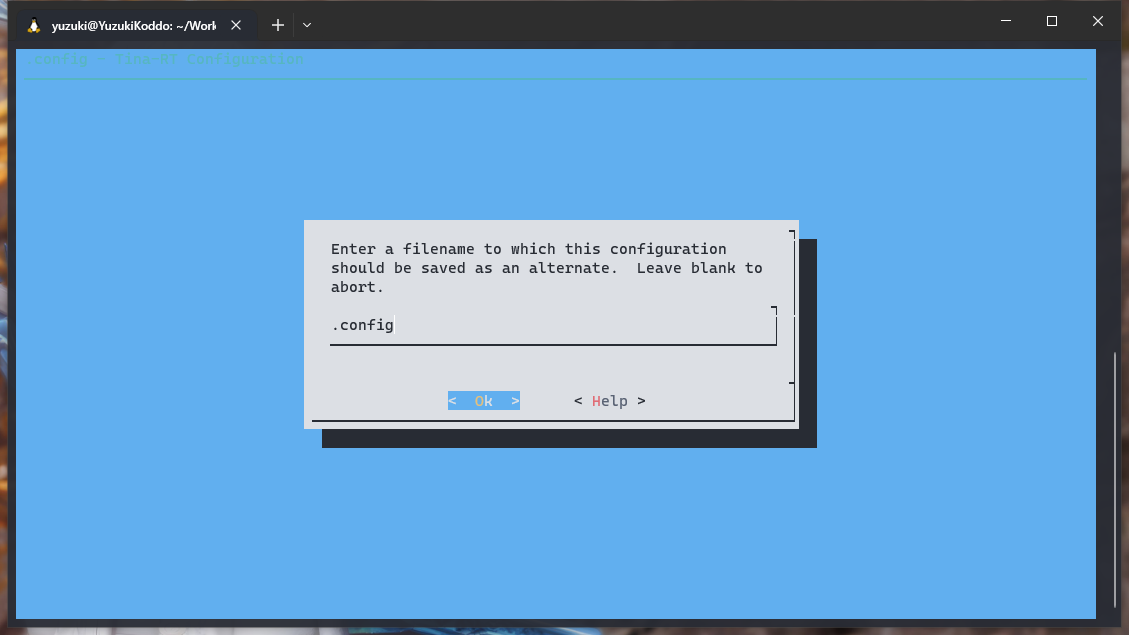 yuzuki@YuzukiKoddo: ~/Work
.config - Tina-RT Configuration
Enter a filename to which this configuration
should be saved as an alternate.  Leave blank to
abort.
.config
<  Ok  > < Help >